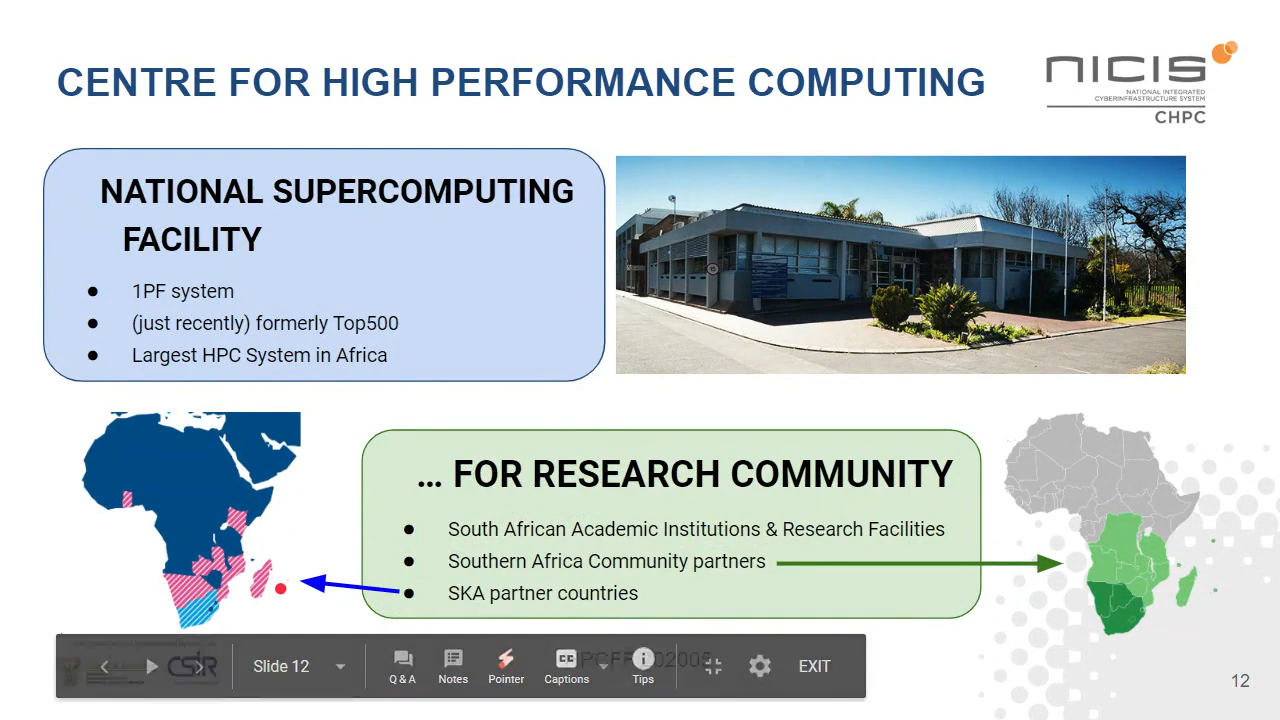 CENTRE FOR HIGH PERFORMANCE COMPUTING
NICIS
NATIONAL INTEGRATED
CYBERINFRASTRUCTURE SYSTEM
CHPC
NATIONAL SUPERCOMPUTING
FACILITY
● 1PF system
● (just recently) formerly Top500
● Largest HPC System in Africa
... FOR RESEARCH COMMUNITY
● South African Academic Institutions & Research Facilities
● Southern Africa Community partners
● SKA partner countries
CSIR
Slide 12
Q & A
Notes
Pointer
CC
Captions
Tips
EXIT
12